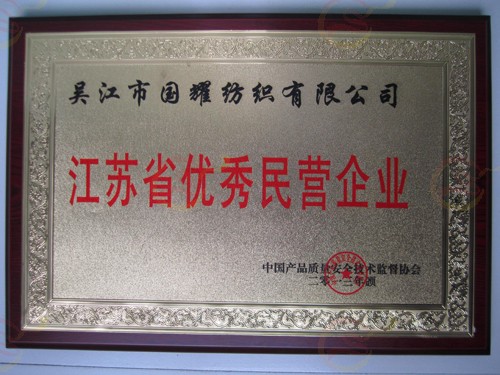 吴江市国耀纺织有限公司
江苏省优秀民营企业
中国产品质量安全技术监督协会
二零一三年颁